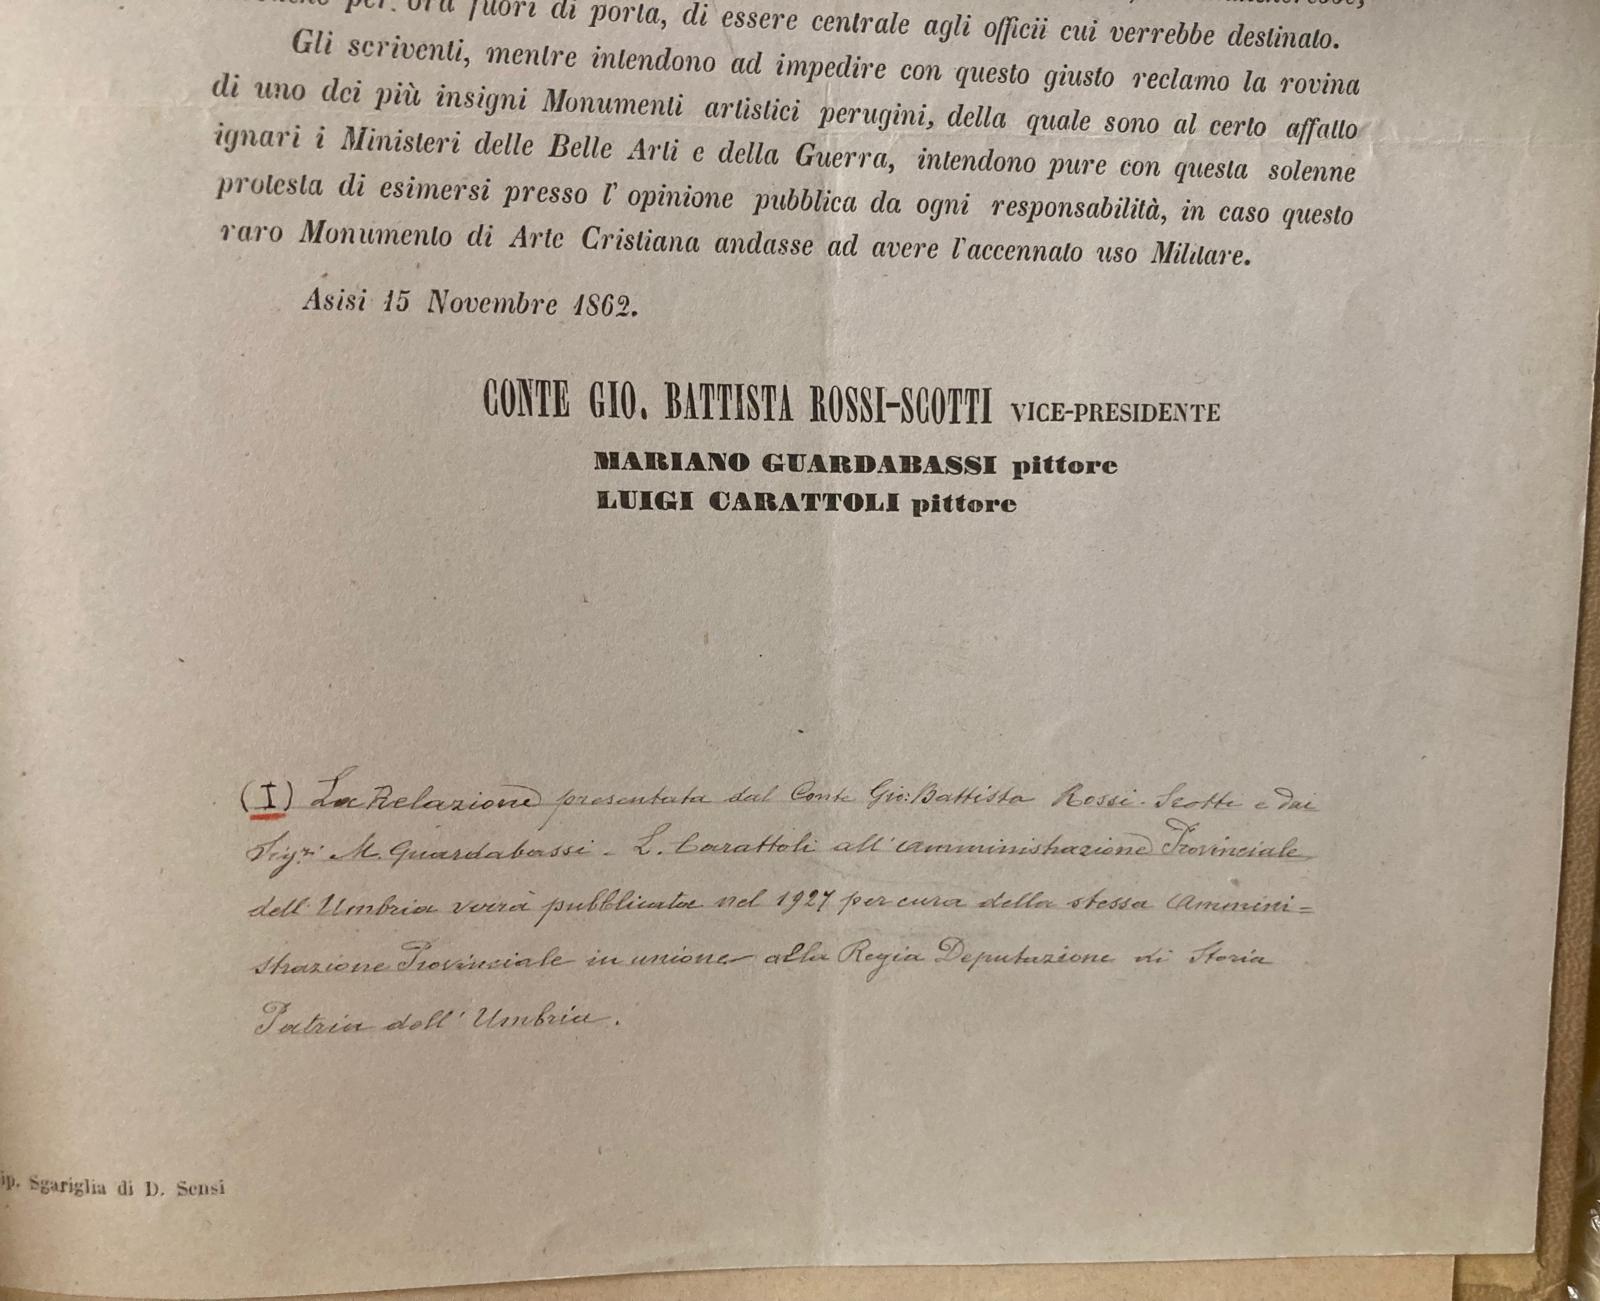 per. ora fuori di porta, di essere centrale agli officii cui verrebbe destinato.
Gli scriventi, mentre intendono ad impedire con questo giusto reclamo la rovina
di uno dei più insigni Monumenti artistici perugini, della quale sono al certo affatto
ignari i Ministeri delle Belle Arti e della Guerra, intendono pure con questa solenne
protesta di esimersi presso l' opinione pubblica da ogni responsabilità, in caso questo
raro Monumento di Arte Cristiana andasse ad avere l'accennato uso Militare.
Asisi 15 Novembre 1862.
CONTE GIO. BATTISTA ROSSI-SCOTTI VICE-PRESIDENTE
MARIANO GUARDABASSI pittore
LUIGI CARATTOLI pittore
(I) La Relazione presentata dal Conte Gio: Battista Rossi-Scotti e dai
Sigri M. Guardabassi - L. Carattoli all'Amministrazione Provinciale
dell'Umbria verrà pubblicata nel 1927 per cura della stessa Ammini=
strazione Provinciale in unione alla Regia Deputazione di Storia
Patria dell'Umbria.
ip. Sgariglia di D. Sensi